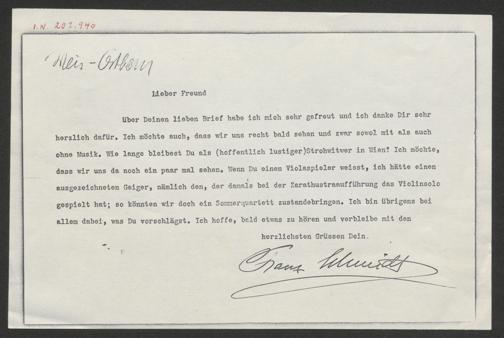 I.N. 202.940
Weis-Ostborn
Lieber Freund
Über Deinen lieben Brief habe ich mich sehr gefreut und ich danke Dir sehr
herzlich dafür. Ich möchte auch, dass wir uns recht bald sehen und zwar sowol mit als auch
ohne Musik. Wie lange bleibest Du als (hoffentlich lustiger)Strohwitwer in Wien? Ich möchte,
dass wir uns da noch ein paar mal sehen. Wenn Du einen Violaspieler weisst, ich hätte einen
ausgezeichneten Geiger, nämlich den, der damals bei der Zarathustraufführung das Violinsolo
gespielt hat; so könnten wir doch ein Sommerquartett zustandebringen. Ich bin übrigens bei
allem dabei, was Du vorschlägst. Ich hoffe, bald etwas zu hören und verbleibe mit den
herzlichsten Grüssen Dein.
Franz Schmidt